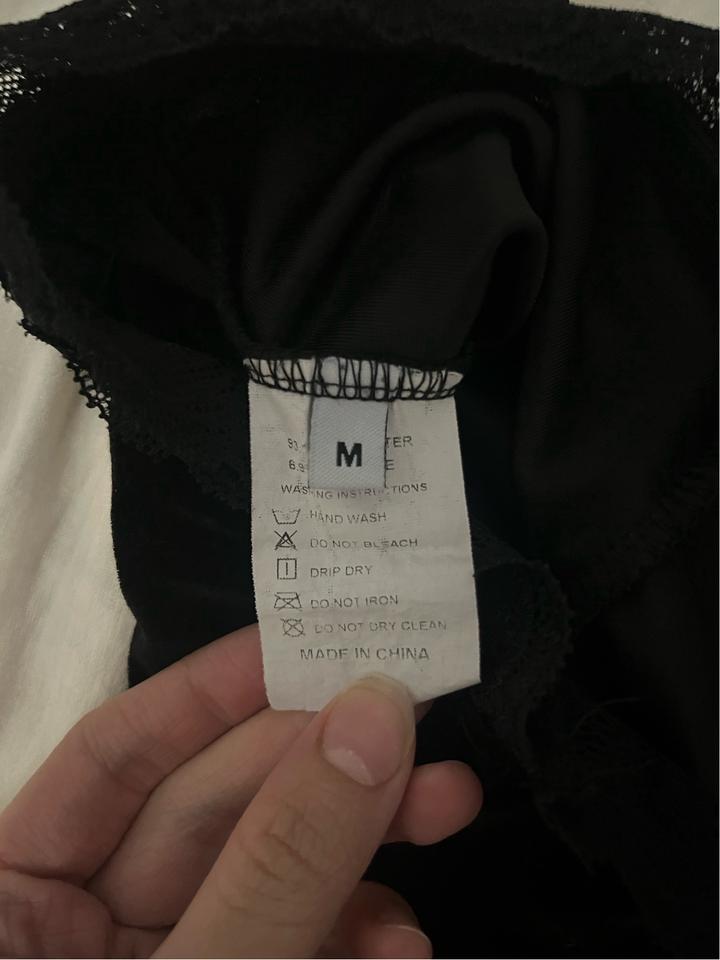 M
WASHING INSTRUCTIONS
HAND WASH
DO NOT BLEACH
DRIP DRY
DO NOT IRON
DO NOT DRY CLEAN
MADE IN CHINA